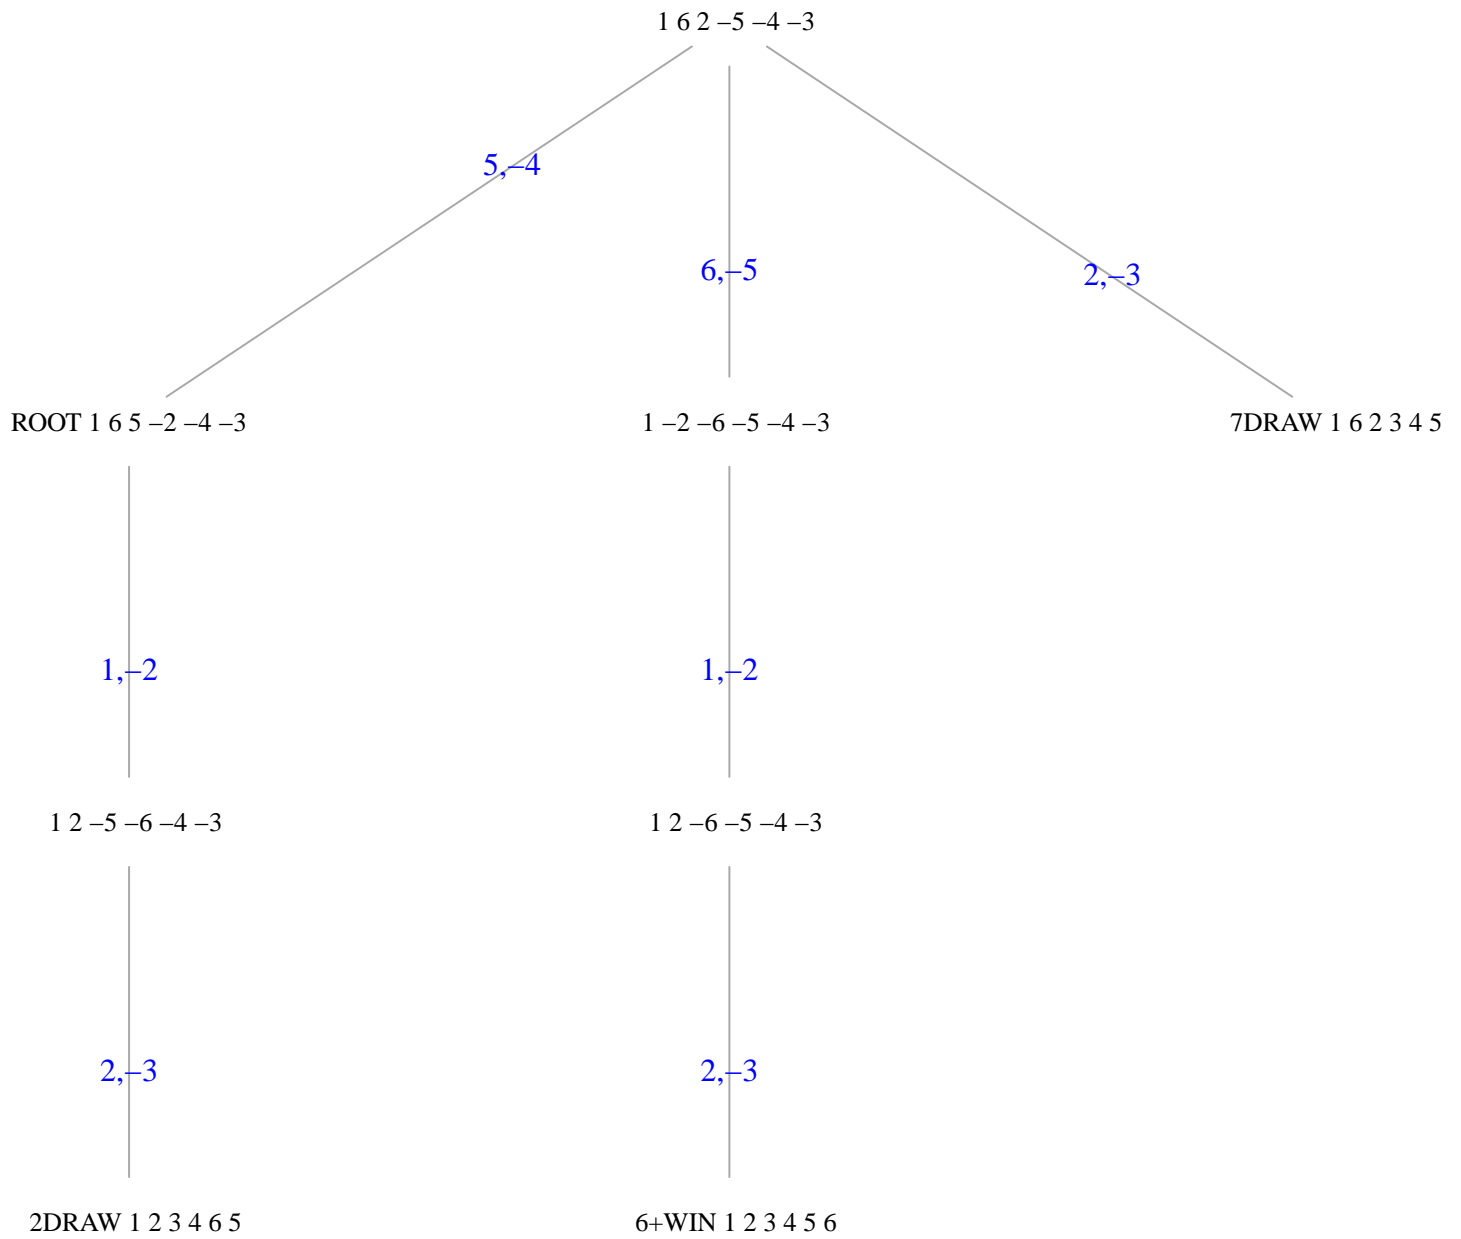 1 6 2 –5 –4 –3
5,–4
6,–5
2,–3
ROOT 1 6 5 –2 –4 –3
1 –2 –6 –5 –4 –3
7DRAW 1 6 2 3 4 5
1,–2
1,–2
1 2 –5 –6 –4 –3
1 2 –6 –5 –4 –3
2,–3
2,–3
2DRAW 1 2 3 4 6 5
6+WIN 1 2 3 4 5 6